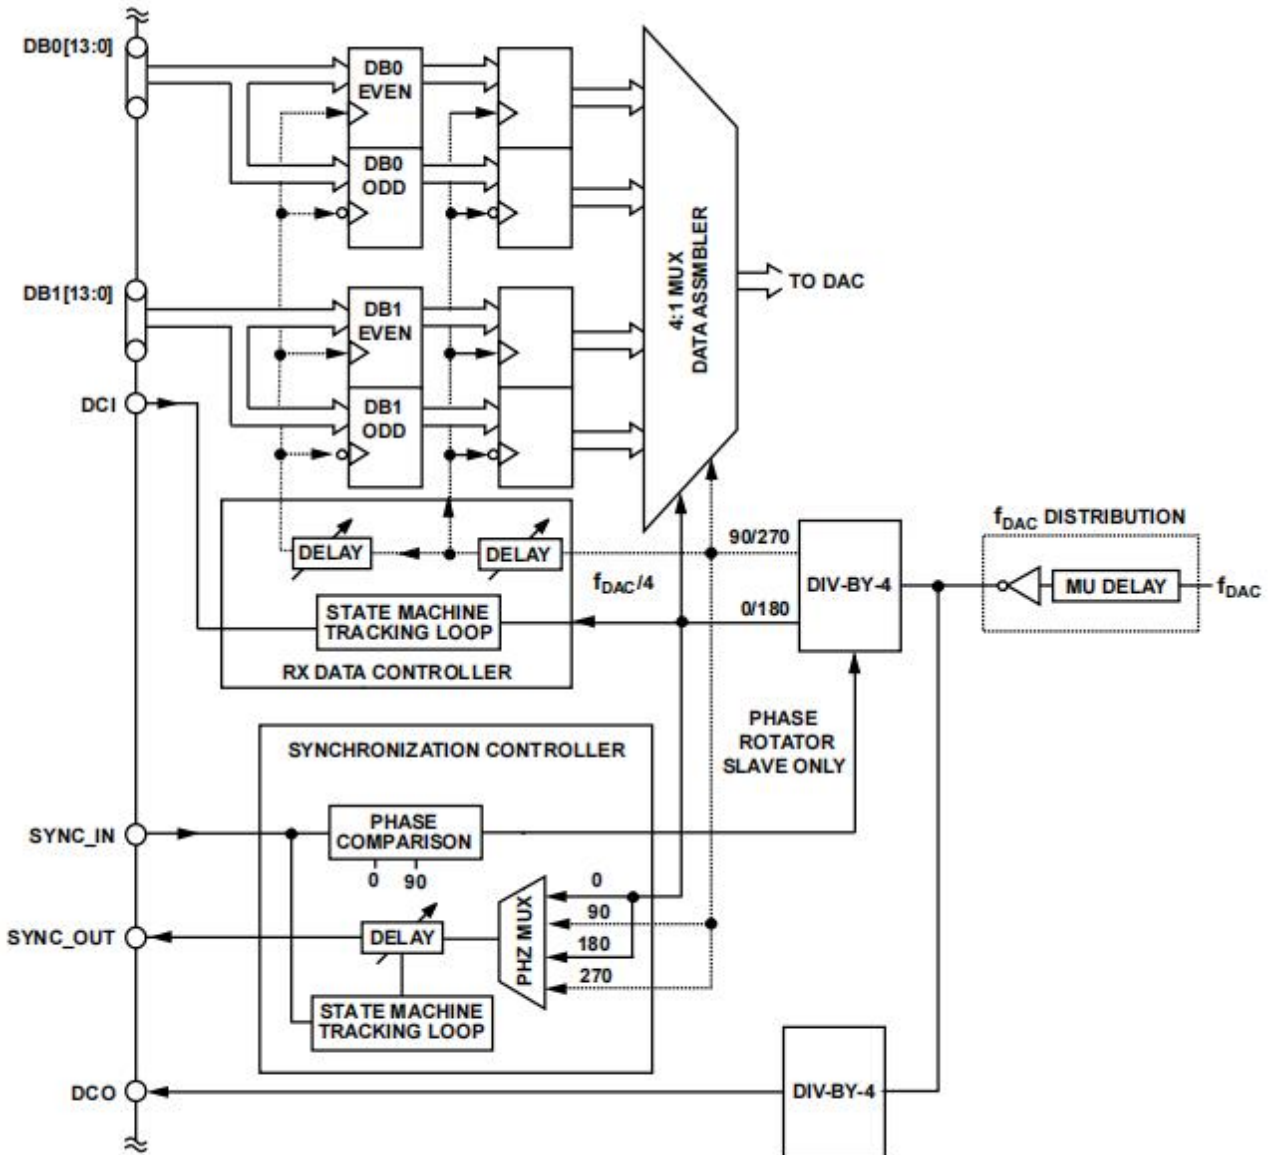 DB0[13:0]
DB0
EVEN
DB0
ODD
DB1[13:0]
DB1
EVEN
DB1
ODD
DCI
4:1 MUX
DATA ASSMBLER
TO DAC
DELAY
DELAY
STATE MACHINE
TRACKING LOOP
RX DATA CONTROLLER
90/270
fDAC/4
0/180
DIV-BY-4
fDAC DISTRIBUTION
MU DELAY
fDAC
PHASE
ROTATOR
SLAVE ONLY
SYNCHRONIZATION CONTROLLER
SYNC_IN
PHASE
COMPARISON
0 90
SYNC_OUT
DELAY
PHZ MUX
0
90
180
270
STATE MACHINE
TRACKING LOOP
DCO
DIV-BY-4